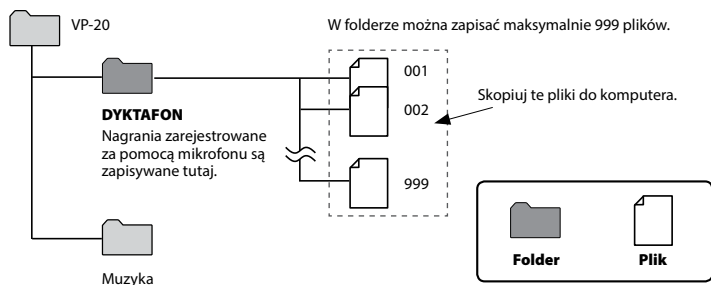 VP-20
W folderze można zapisać maksymalnie 999 plików.
001
DYKTAFON
Nagrania zarejestrowane
za pomocą mikrofonu są
zapisywane tutaj.
002
Skopiuj te pliki do komputera.
999
Muzyka
Folder
Plik